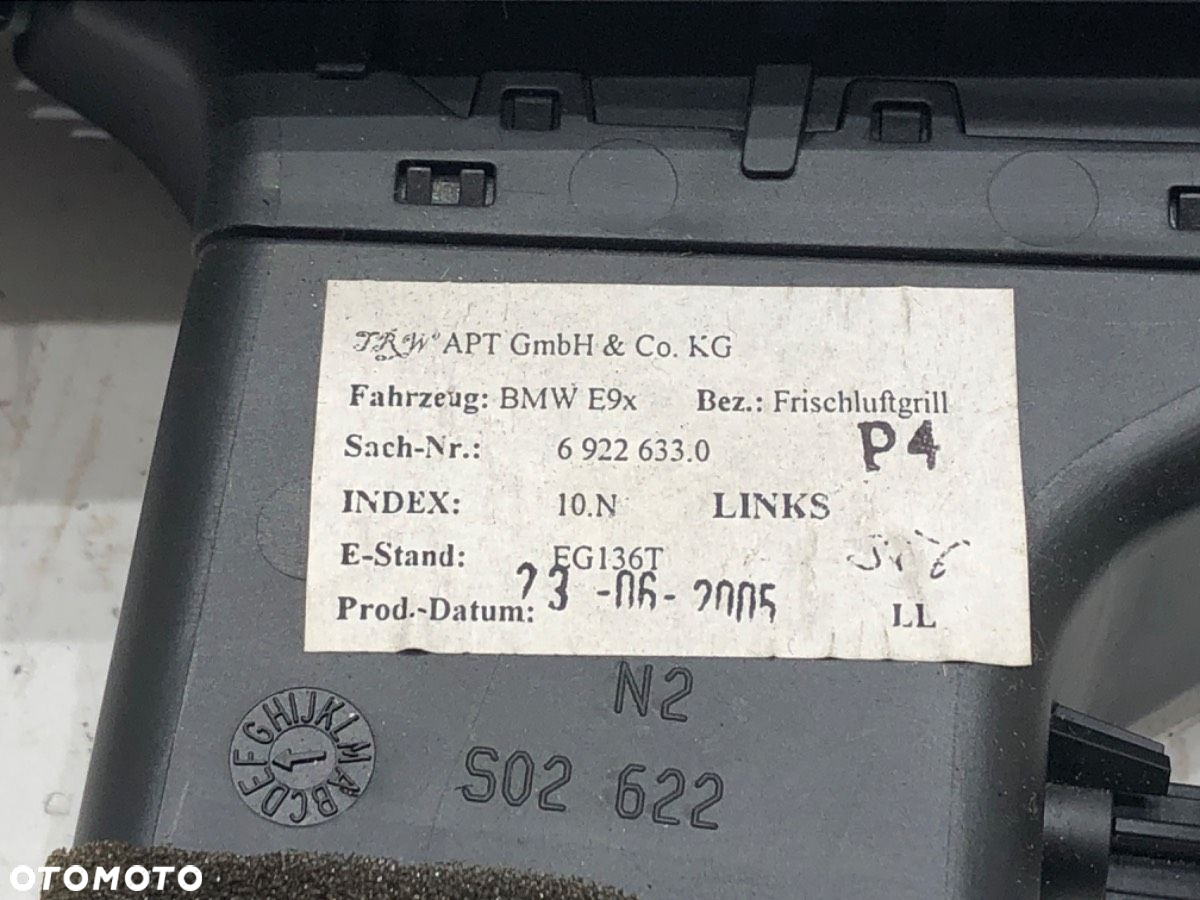 TRW APT GmbH & Co. KG
Fahrzeug: BMW E9x Bez.: Frischluftgrill
Sach-Nr.: 6 922 633.0 P4
INDEX: 10.N LINKS
E-Stand: EG136T
Prod.-Datum: 23-06-2005 LL
N2
S02 622
ABCDEFGHIJKLM
OTOMOTO